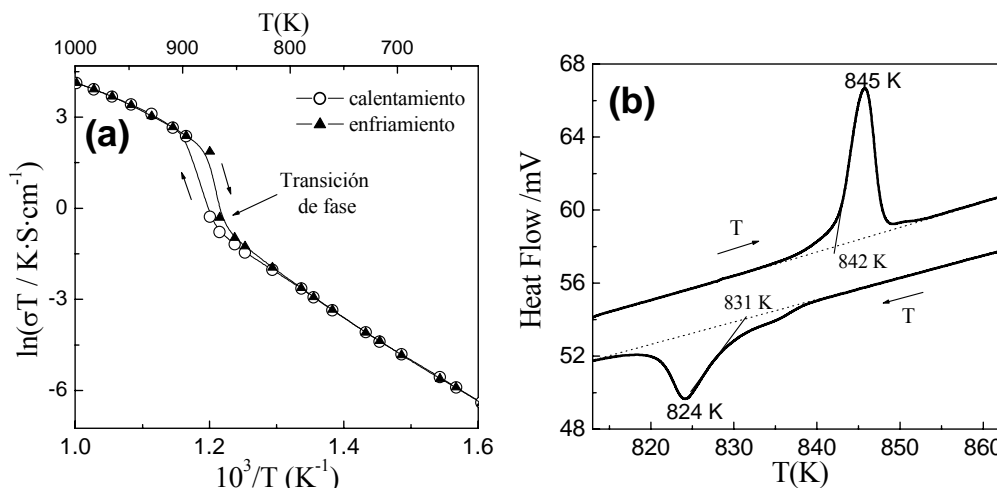 T(K)
1000 900 800 700
(a)
calentamiento
enfriamiento
Transición
de fase
ln(σT / K·S·cm⁻¹)
3
0
-3
-6
1.0 1.2 1.4 1.6
10³/T (K⁻¹)
(b)
845 K
T
842 K
831 K
T
824 K
Heat Flow /mV
68
64
60
56
52
48
820 830 840 850 860
T(K)